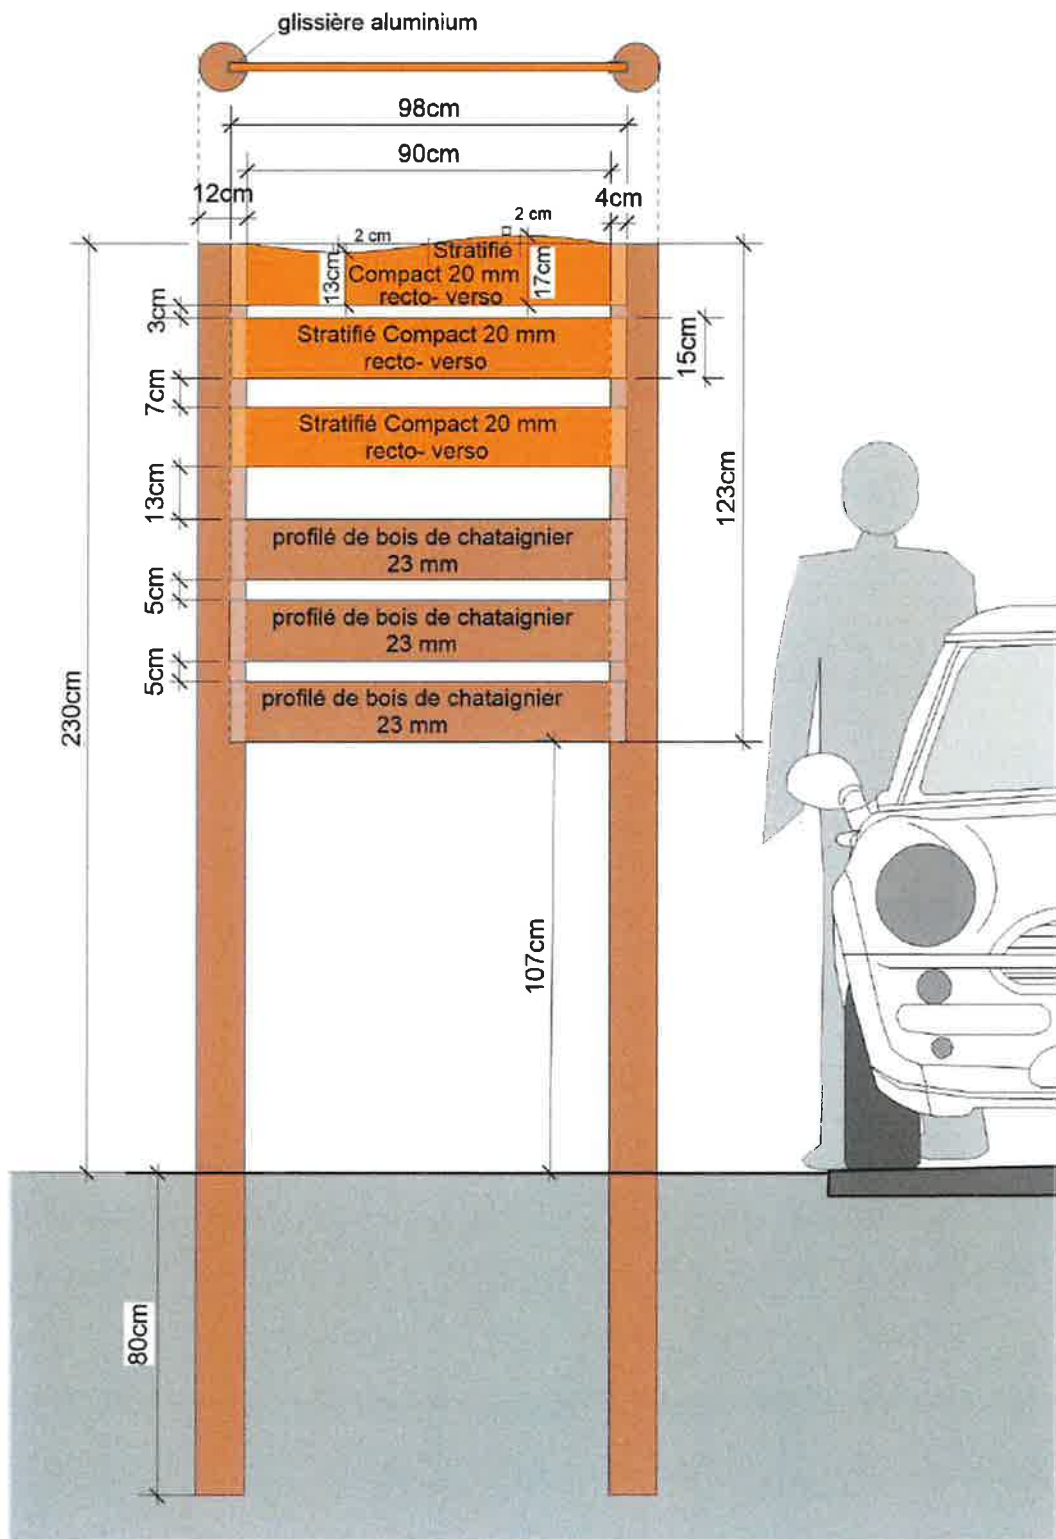 glissière aluminium
98cm
90cm
12cm
4cm
2 cm
2 cm
Stratifié
Compact 20 mm
recto- verso
13cm
17cm
3cm
Stratifié Compact 20 mm
recto- verso
15cm
7cm
Stratifié Compact 20 mm
recto- verso
13cm
123cm
profilé de bois de chataignier
23 mm
5cm
profilé de bois de chataignier
23 mm
5cm
profilé de bois de chataignier
23 mm
230cm
107cm
80cm